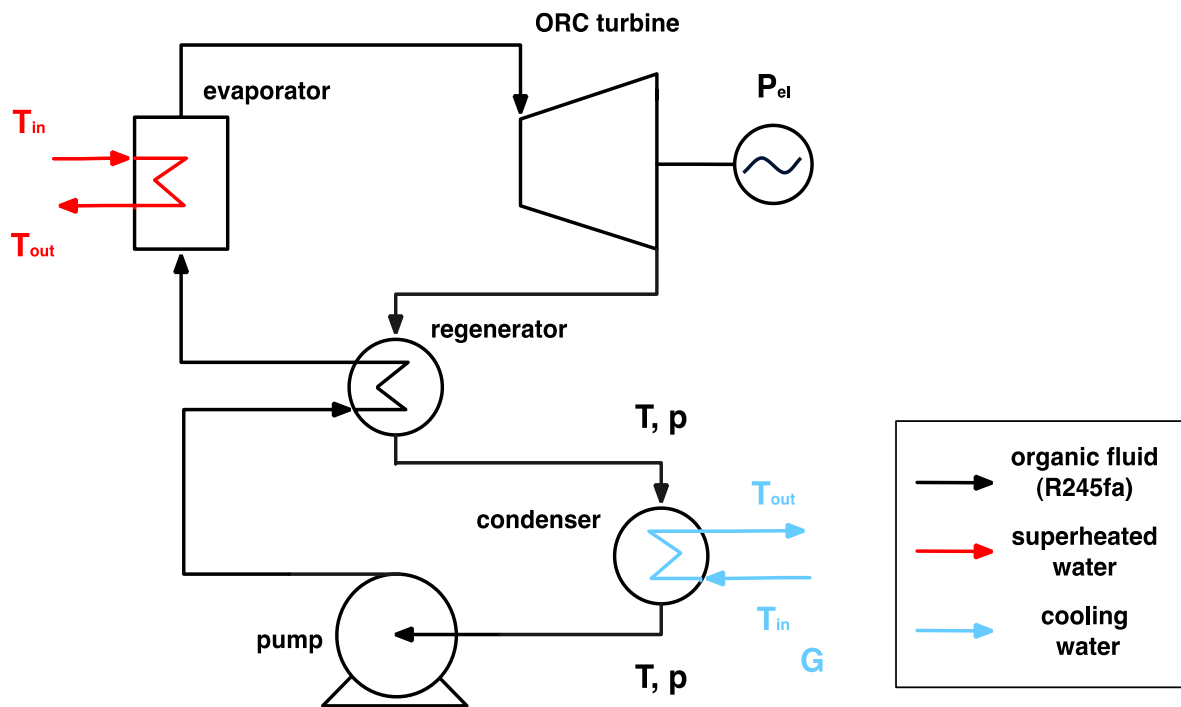 ORC turbine
evaporator
Pel
Tin
Tout
regenerator
T, p
organic fluid
(R245fa)
Tout
condenser
superheated
water
Tin
cooling
water
pump
G
T, p